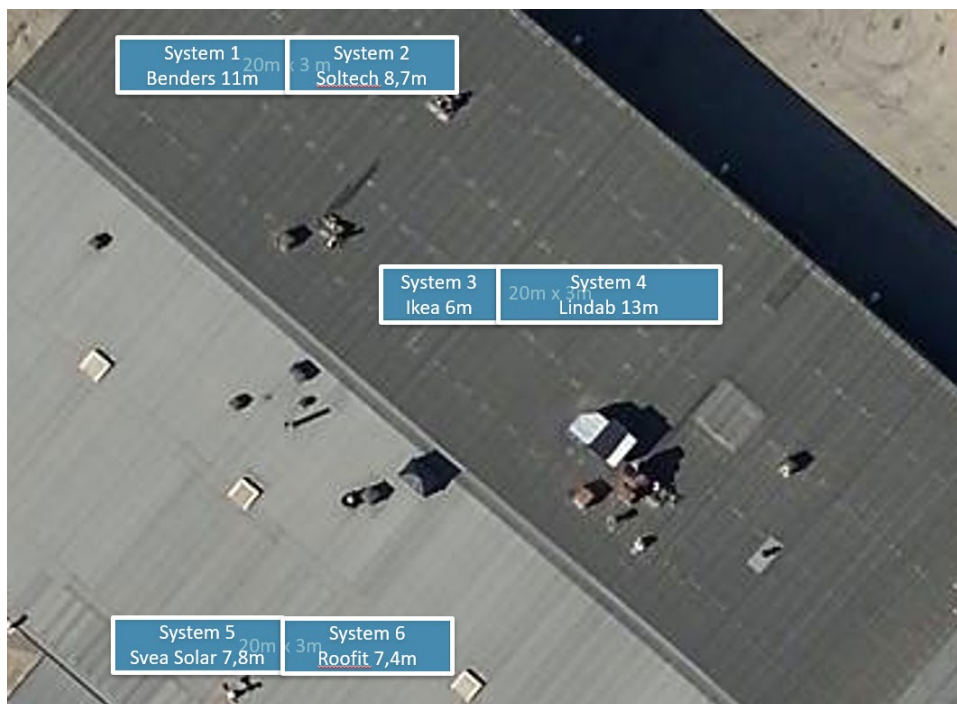 System 1
Benders 11m
20m x 3 m
System 2
Soltech 8,7m
System 3
Ikea 6m
20m x 3m
System 4
Lindab 13m
System 5
Svea Solar 7,8m
20m x 3m
System 6
Roofit 7,4m